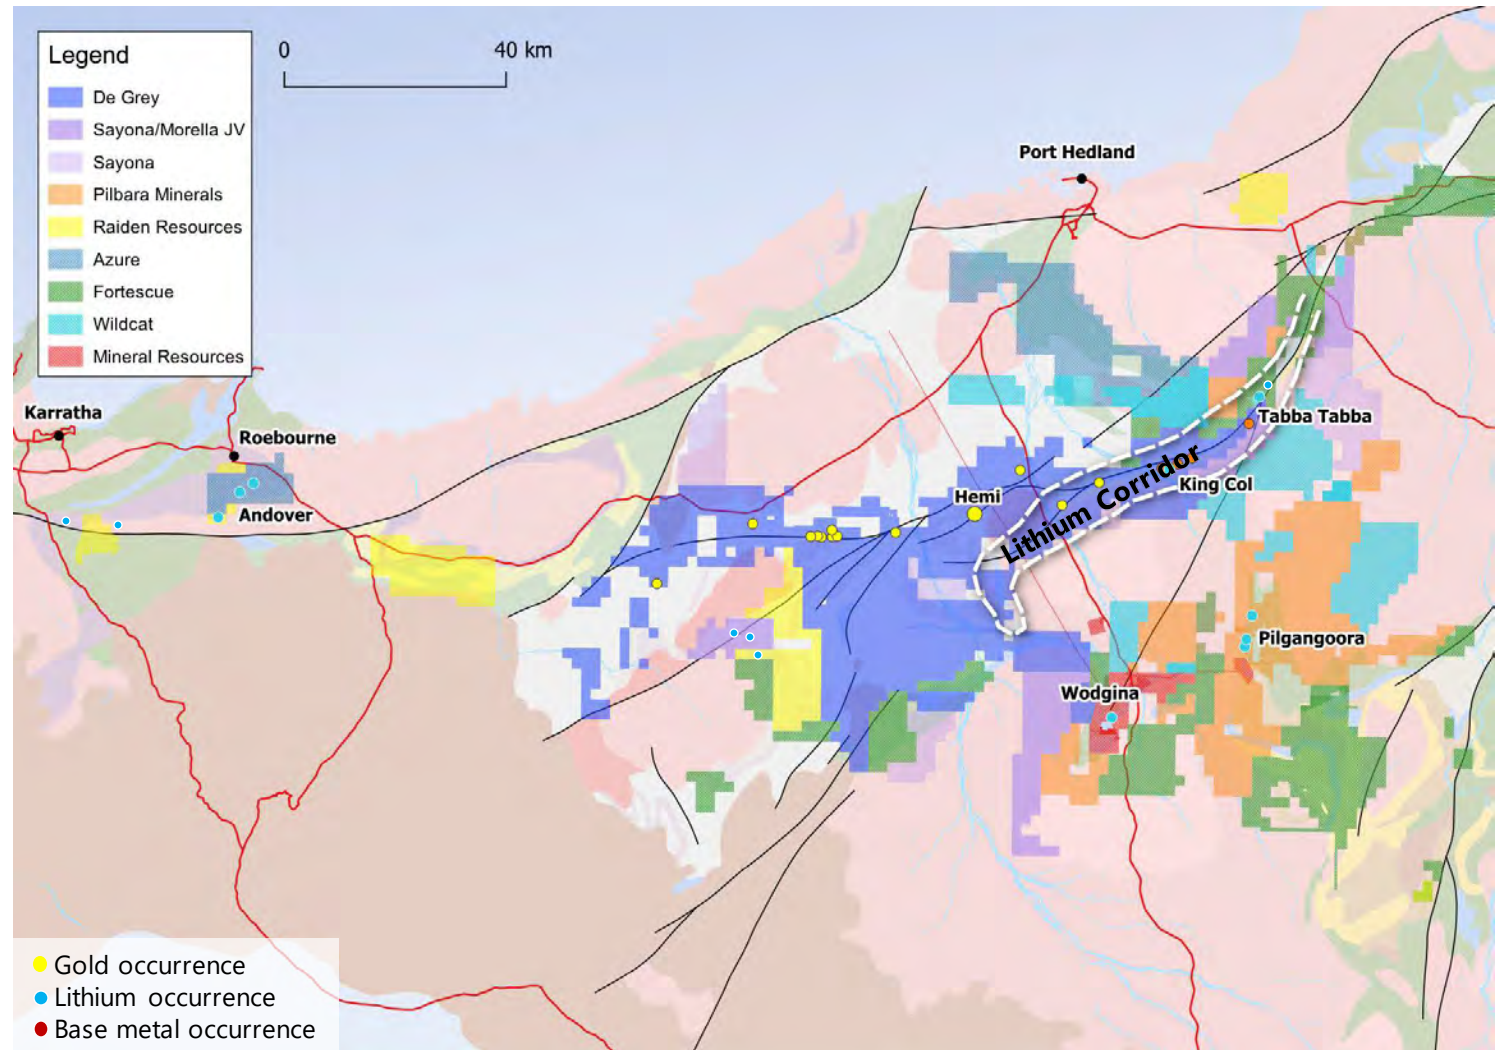 Legend
De Grey
Sayona/Morella JV
Sayona
Pilbara Minerals
Raiden Resources
Azure
Fortescue
Wildcat
Mineral Resources
0 40 km
Port Hedland
Karratha
Roebourne
Andover
Tabba Tabba
King Col
Lithium Corridor
Hemi
Pilgangoora
Wodgina
Gold occurrence
Lithium occurrence
Base metal occurrence